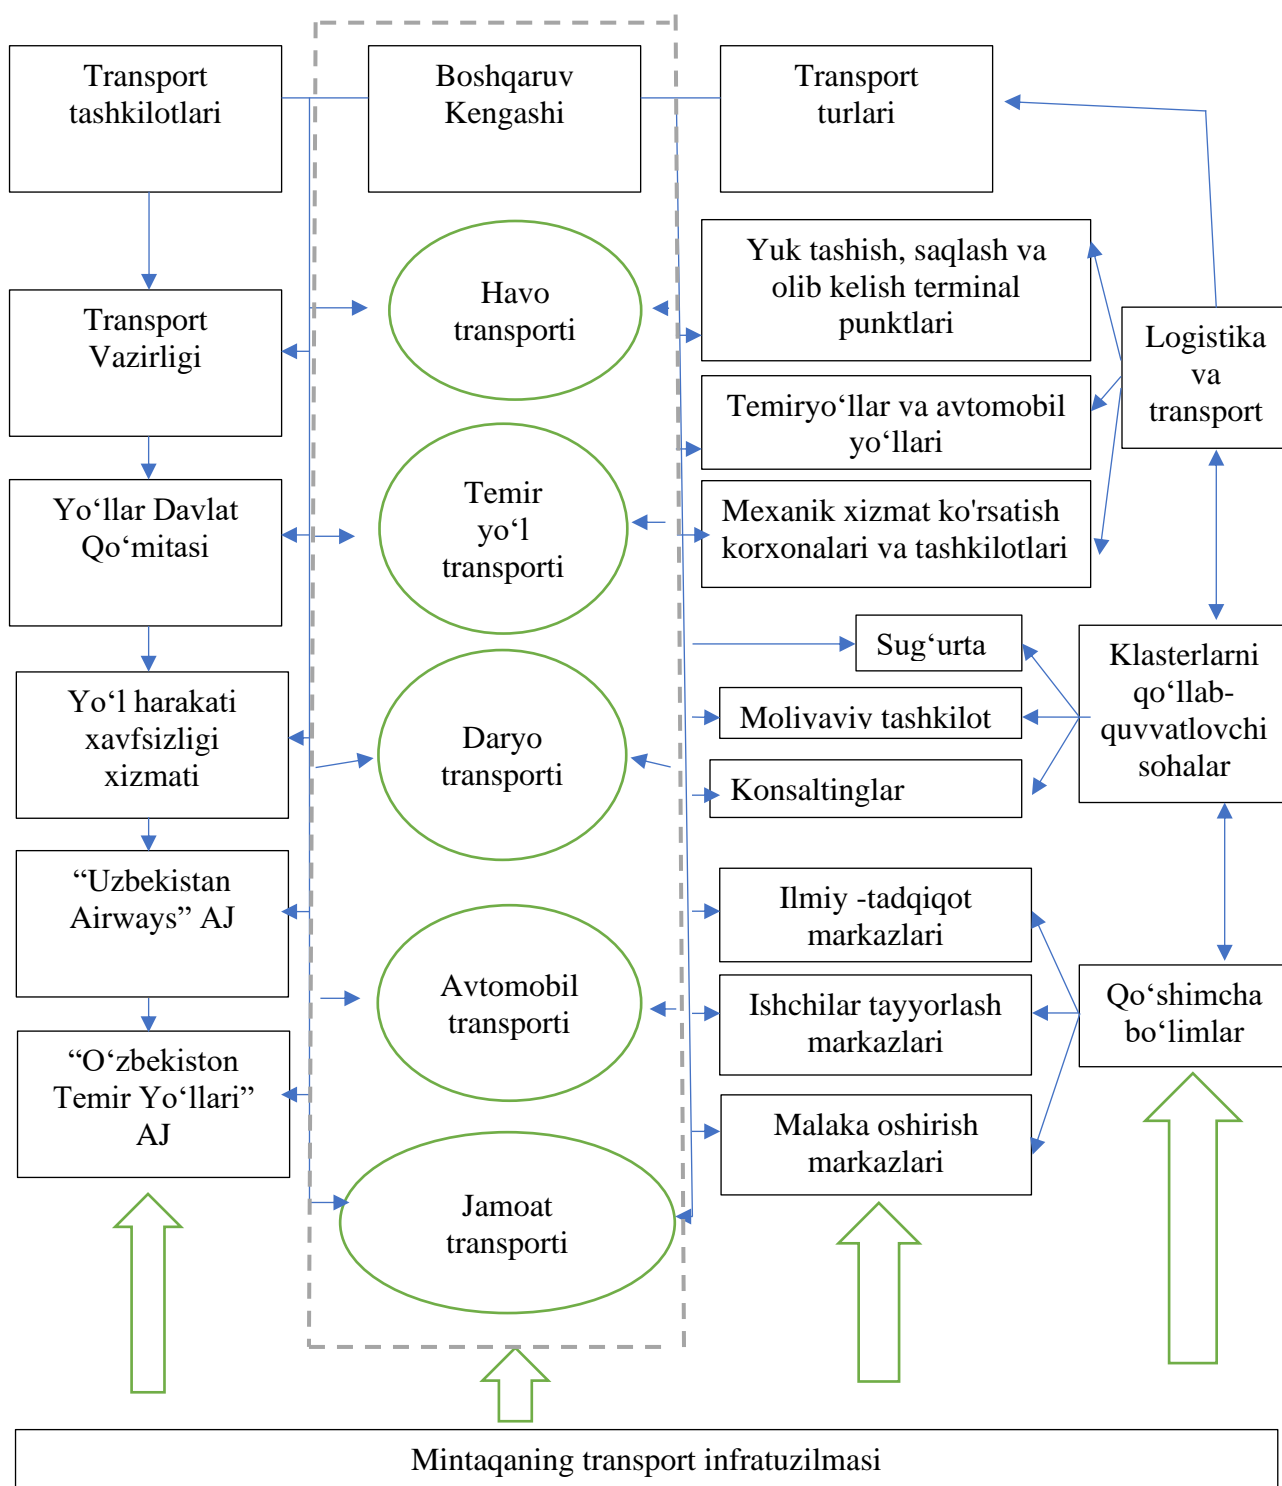 Transport
tashkilotlari
Boshqaruv
Kengashi
Transport
turlari
Havo
transporti
Yuk tashish, saqlash va
olib kelish terminal
punktlari
Transport
Vazirligi
Logistika
va
transport
Temiryo‘llar va avtomobil
yo‘llari
Yo‘llar Davlat
Qo‘mitasi
Temir
yo‘l
transporti
Mexanik xizmat ko'rsatish
korxonalari va tashkilotlari
Sug‘urta
Klasterlarni
qo‘llab-
quvvatlovchi
sohalar
Yo‘l harakati
xavfsizligi
xizmati
Daryo
transporti
Molivaviv tashkilot
Konsaltinglar
“Uzbekistan
Airways” AJ
Ilmiy -tadqiqot
markazlari
Avtomobil
transporti
Ishchilar tayyorlash
markazlari
Qo‘shimcha
bo‘limlar
“O‘zbekiston
Temir Yo‘llari”
AJ
Malaka oshirish
markazlari
Jamoat
transporti
Mintaqaning transport infratuzilmasi